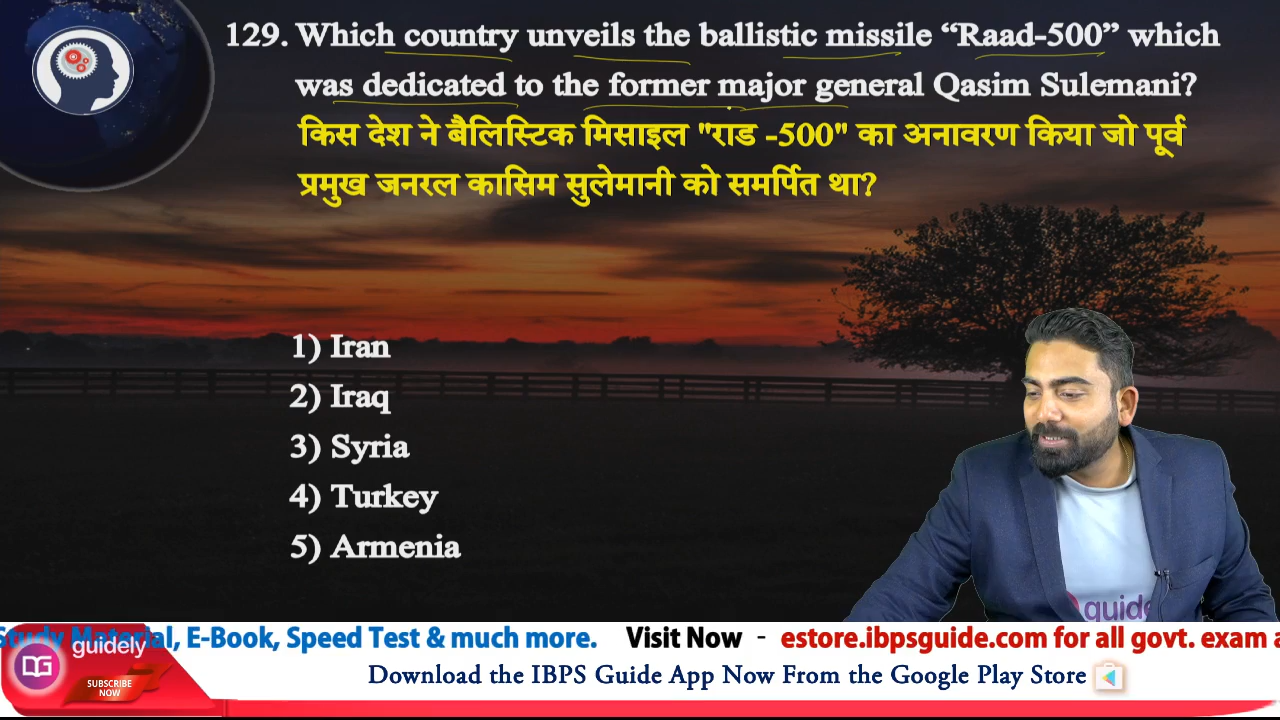 129. Which country unveils the ballistic missile “Raad-500” which
was dedicated to the former major general Qasim Sulemani?
किस देश ने बैलिस्टिक मिसाइल "राड -500" का अनावरण किया जो पूर्व
प्रमुख जनरल कासिम सुलेमानी को समर्पित था?
1) Iran
2) Iraq
3) Syria
4) Turkey
5) Armenia
guide
Study Material, E-Book, Speed Test & much more. Visit Now - estore.ibpsguide.com for all govt. exam a
guidely
SUBSCRIBE
NOW
Download the IBPS Guide App Now From the Google Play Store